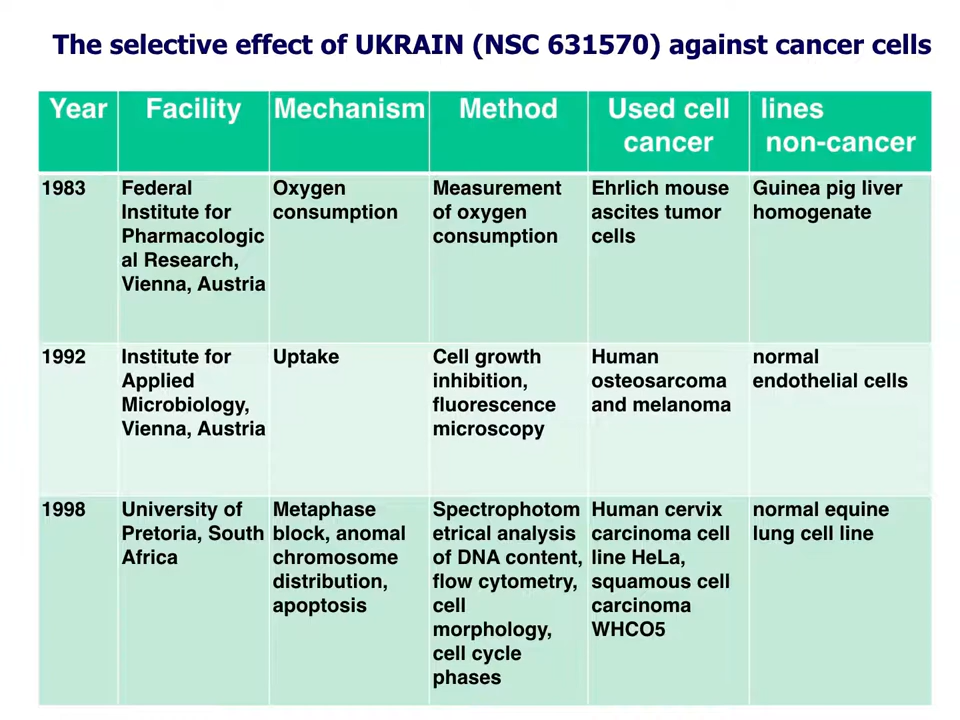 The selective effect of UKRAIN (NSC 631570) against cancer cells
Year Facility Mechanism Method Used cell lines
cancer non-cancer
1983
Federal
Institute for
Pharmacologic
al Research,
Vienna, Austria
Oxygen
consumption
Measurement
of oxygen
consumption
Ehrlich mouse
ascites tumor
cells
Guinea pig liver
homogenate
1992
Institute for
Applied
Microbiology,
Vienna, Austria
Uptake
Cell growth
inhibition,
fluorescence
microscopy
Human
osteosarcoma
and melanoma
normal
endothelial cells
1998
University of
Pretoria, South
Africa
Metaphase
block, anomal
chromosome
distribution,
apoptosis
Spectrophotom
etrical analysis
of DNA content,
flow cytometry,
cell
morphology,
cell cycle
phases
Human cervix
carcinoma cell
line HeLa,
squamous cell
carcinoma
WHCO5
normal equine
lung cell line